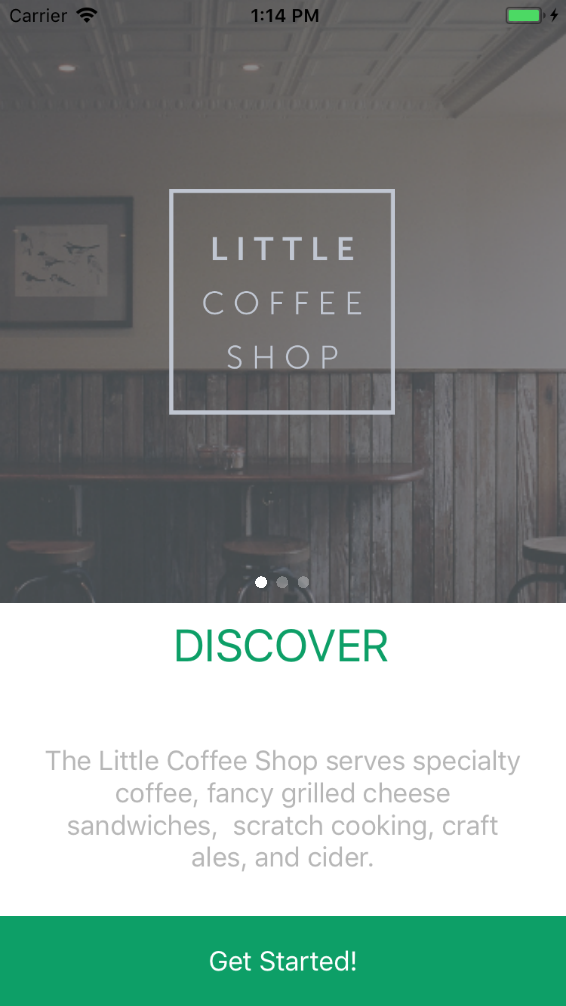 Carrier 1:14 PM
LITTLE
COFFEE
SHOP
DISCOVER
The Little Coffee Shop serves specialty
coffee, fancy grilled cheese
sandwiches,  scratch cooking, craft
ales, and cider.
Get Started!